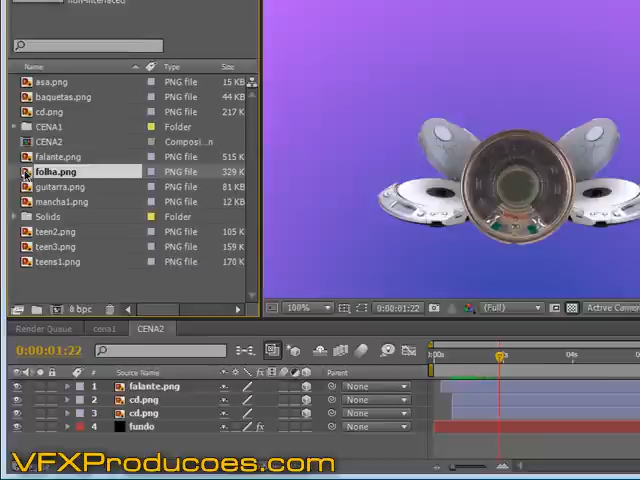 non-interlaced
Name Type Size
asa.png PNG file 15 KB
baquetas.png PNG file 44 KB
cd.png PNG file 217 KB
CENA1 Folder
CENA2 Composi...n
falante.png PNG file 515 KB
folha.png PNG file 329 KB
guitarra.png PNG file 81 KB
mancha1.png PNG file 12 KB
Solids Folder
teen2.png PNG file 105 KB
teen3.png PNG file 159 KB
teens1.png PNG file 170 KB
8 bpc 100% 0:00:01:22 (Full) Active Camera
Render Queue cena1 CENA2
0:00:01:22
# Source Name Parent
1 falante.png None
2 cd.png None
3 cd.png None
4 fundo None
04s
VFXProducoes.com